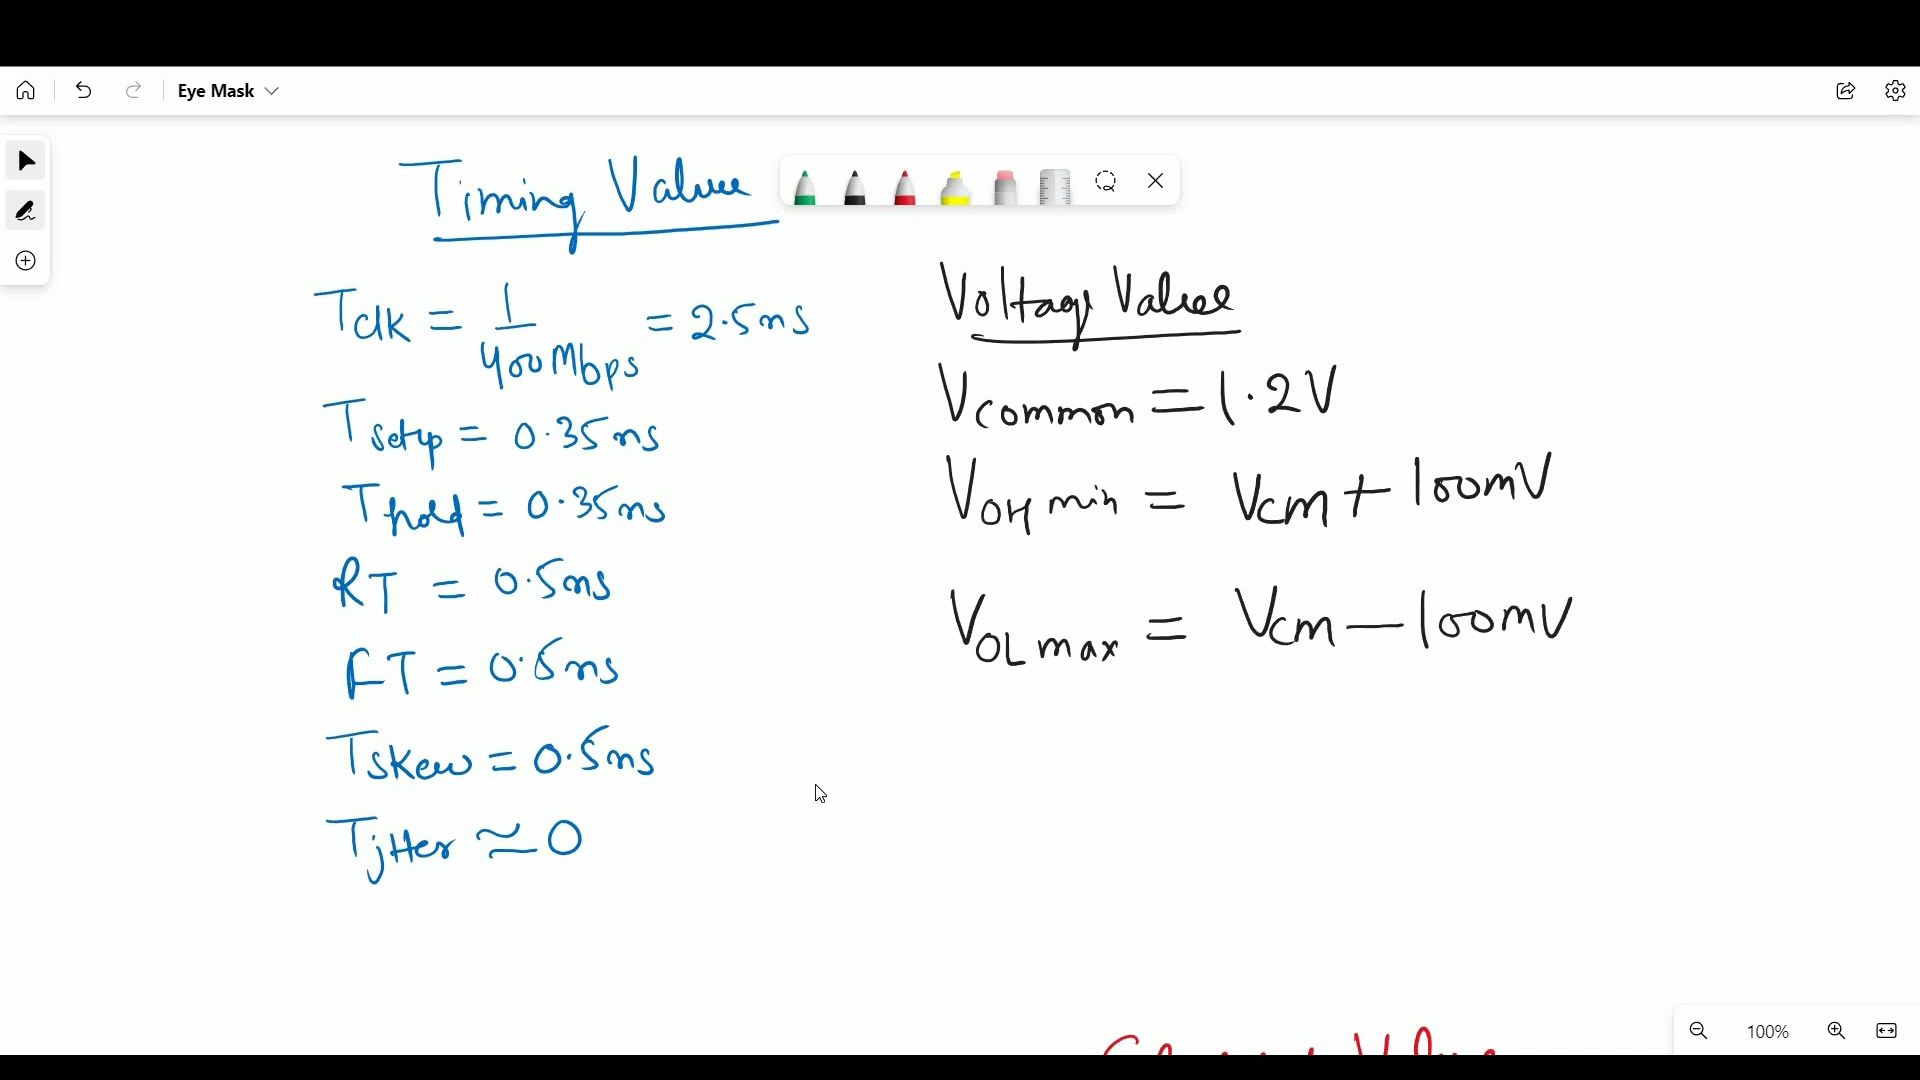 Eye Mask
Timing Value
Tclk = 1/400Mbps = 2.5ns
Tsetup = 0.35ns
Thold = 0.35ns
RT = 0.5ns
FT = 0.5ns
Tskew = 0.5ns
Tjitter ≃ 0
Voltage Value
Vcommon = 1.2V
VOH min = Vcm + 100mV
VOL max = Vcm — 100mV
100%